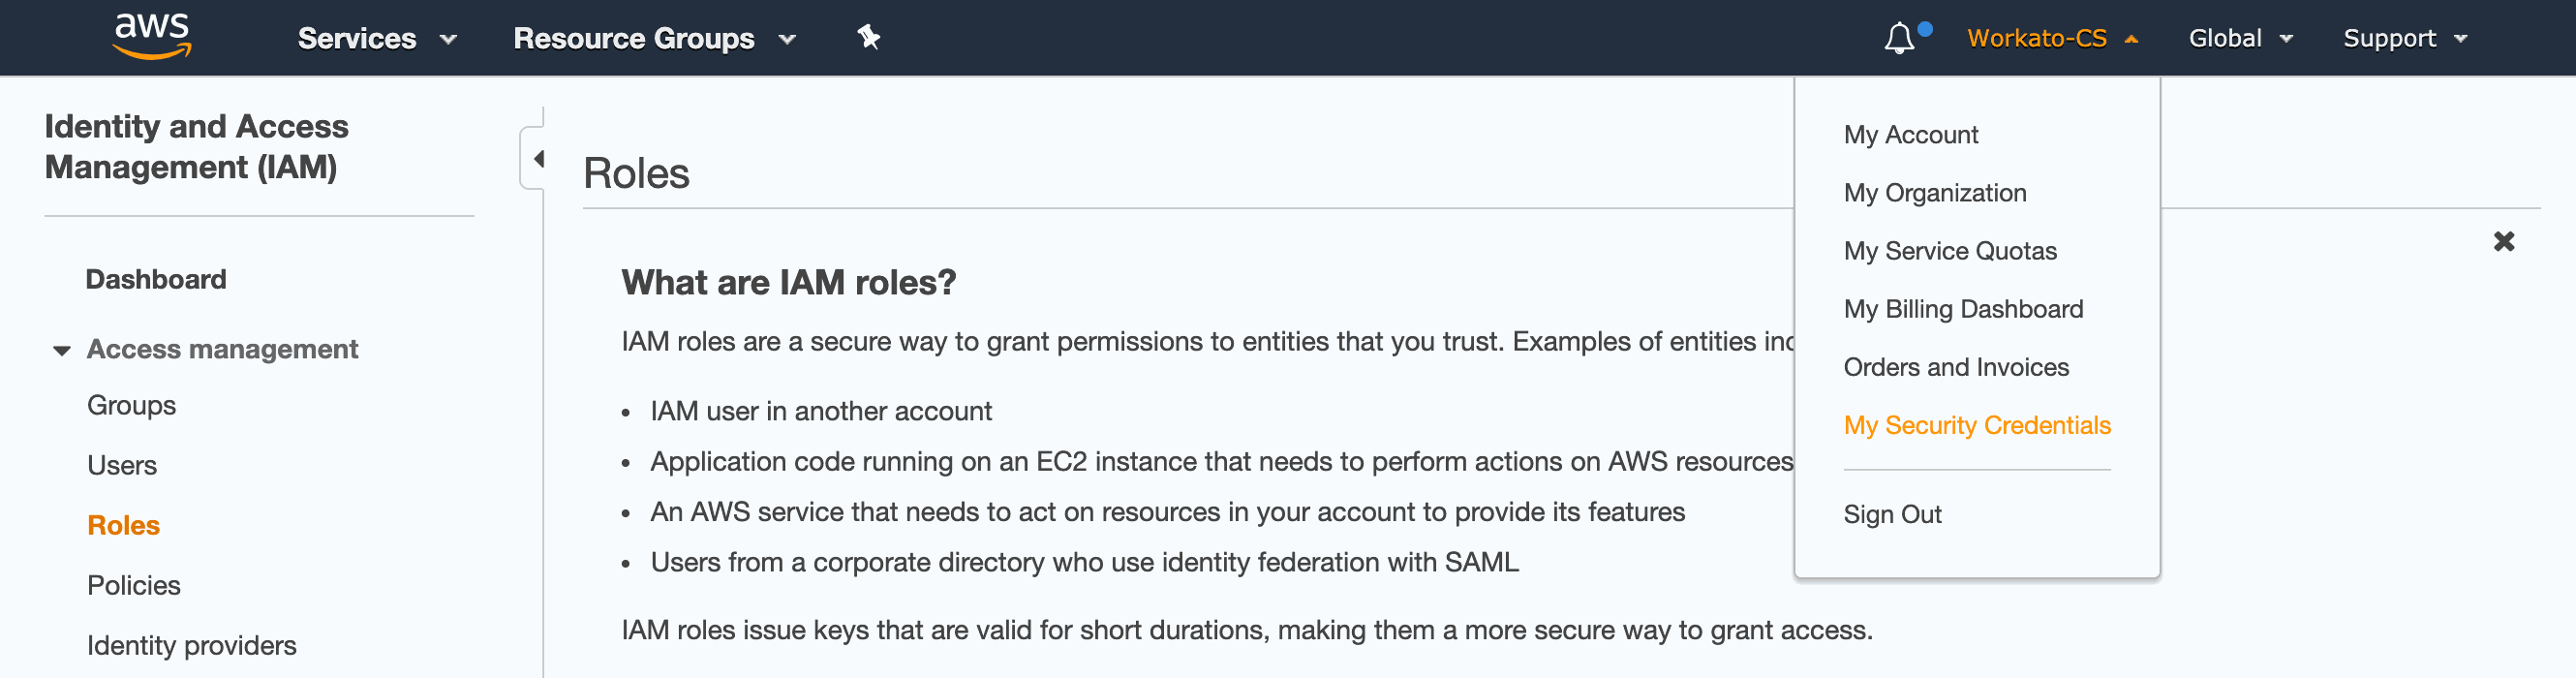 aws
Services
Resource Groups
Workato-CS
Global
Support
Identity and Access
Management (IAM)
Dashboard
Access management
Groups
Users
Roles
Policies
Identity providers
Roles
What are IAM roles?
IAM roles are a secure way to grant permissions to entities that you trust. Examples of entities
• IAM user in another account
• Application code running on an EC2 instance that needs to perform actions on AWS resources
• An AWS service that needs to act on resources in your account to provide its features
• Users from a corporate directory who use identity federation with SAML
IAM roles issue keys that are valid for short durations, making them a more secure way to grant access.
My Account
My Organization
My Service Quotas
My Billing Dashboard
Orders and Invoices
My Security Credentials
Sign Out